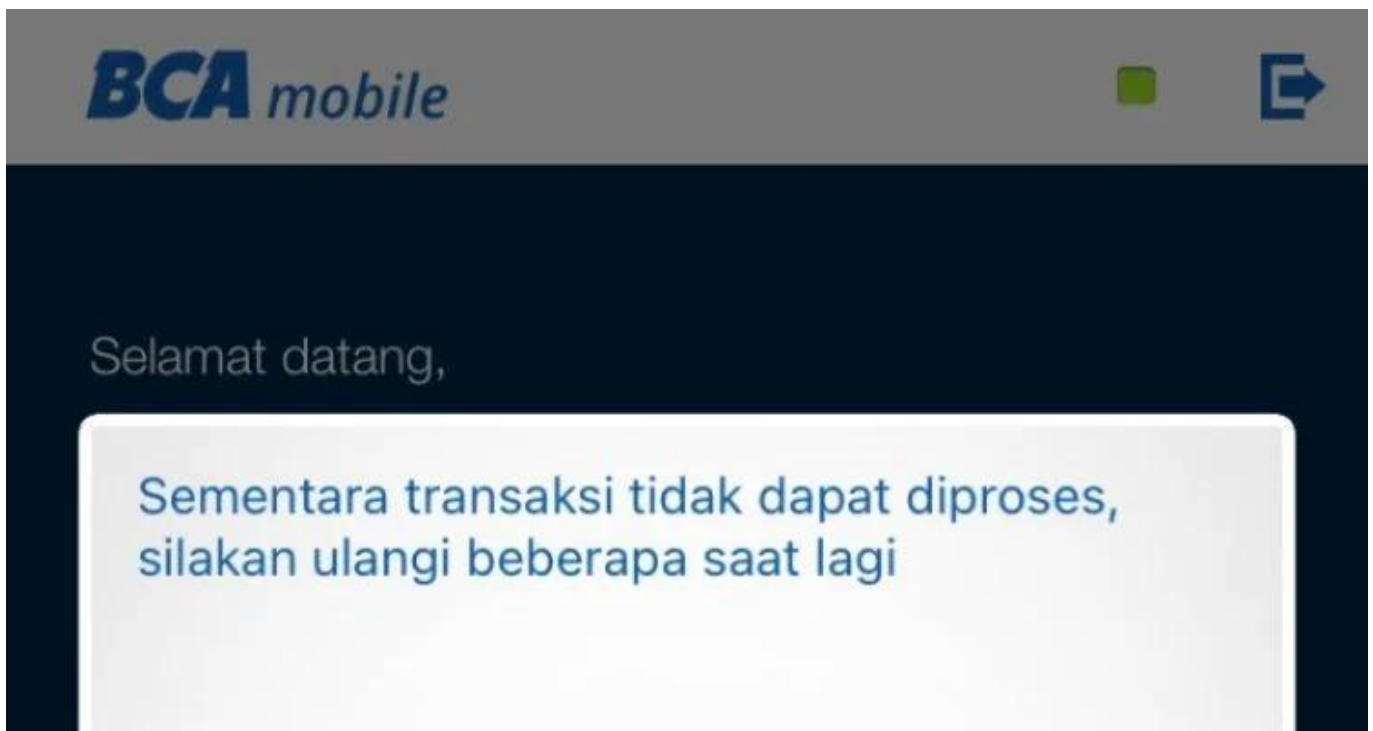 BCA mobile
Selamat datang,
Sementara transaksi tidak dapat diproses,
silakan ulangi beberapa saat lagi